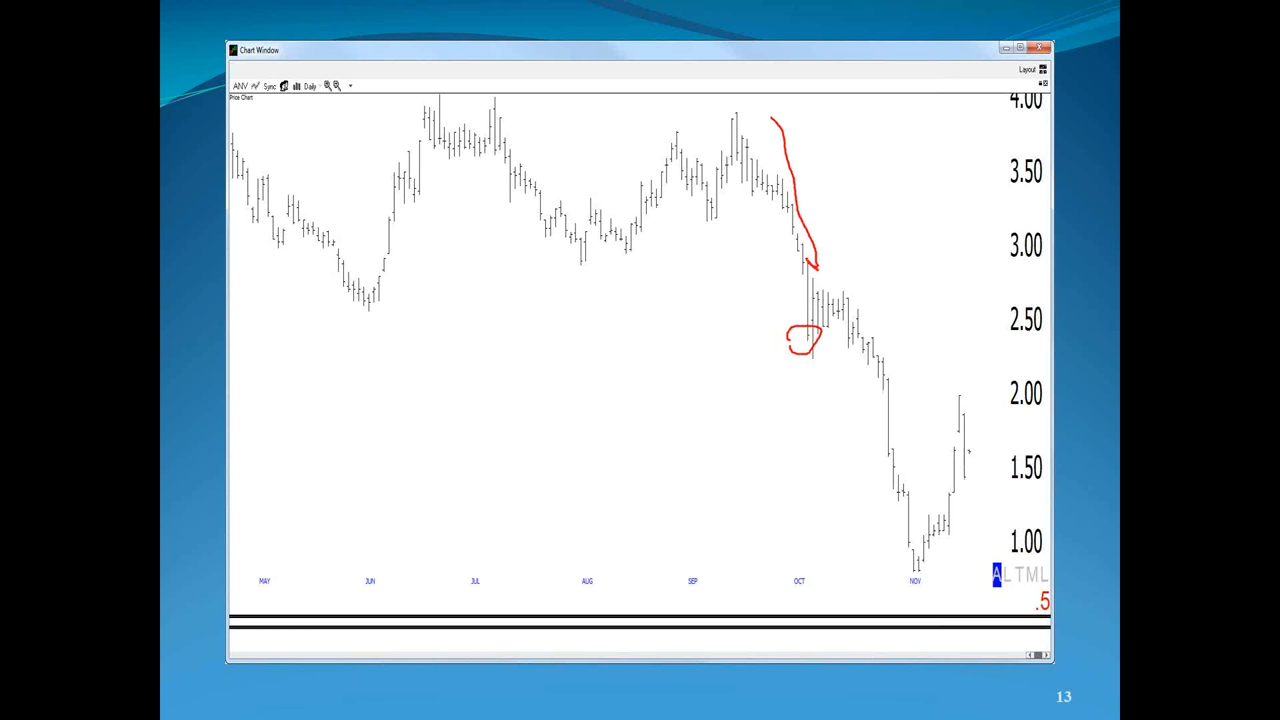 Chart Window
Layout
ANV Sync Daily
Price Chart
4.00
3.50
3.00
2.50
2.00
1.50
1.00
MAY JUN JUL AUG SEP OCT NOV
ALTML
.5
13